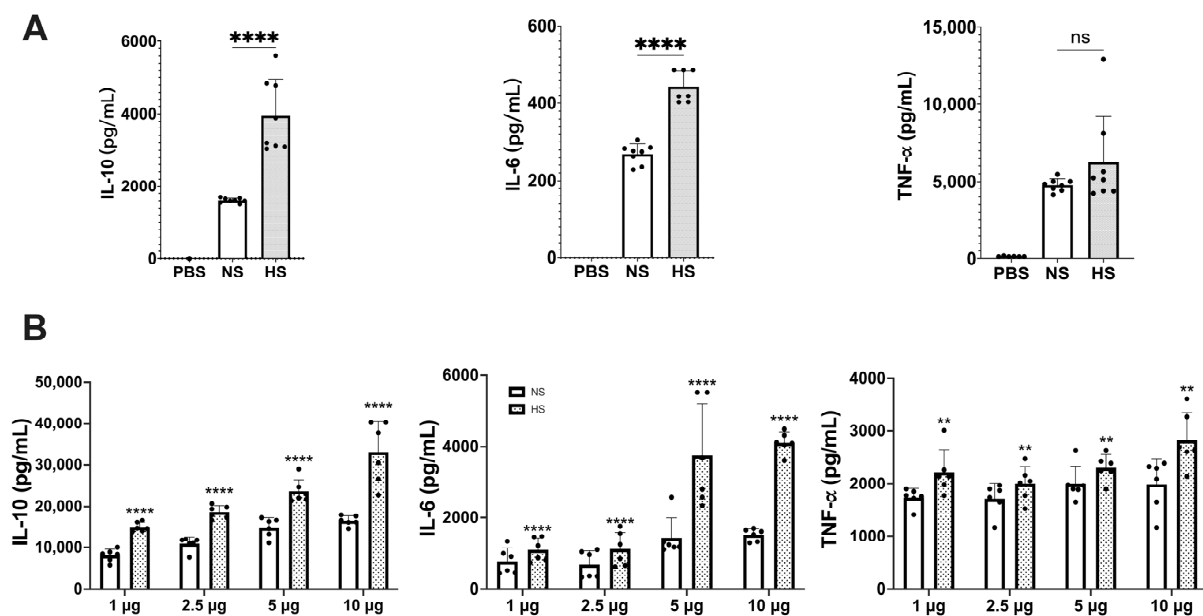 A
IL-10 (pg/mL)
6000
4000
2000
0
PBS NS HS
****
IL-6 (pg/mL)
600
400
200
0
PBS NS HS
****
TNF-α (pg/mL)
15,000
10,000
5,000
0
PBS NS HS
ns
B
IL-10 (pg/mL)
50,000
40,000
30,000
20,000
10,000
0
**** **** **** ****
1 µg 2.5 µg 5 µg 10 µg
IL-6 (pg/mL)
6000
4000
2000
0
NS
HS
**** **** **** ****
1 µg 2.5 µg 5 µg 10 µg
TNF-α (pg/mL)
4000
3000
2000
1000
0
** ** ** **
1 µg 2.5 µg 5 µg 10 µg